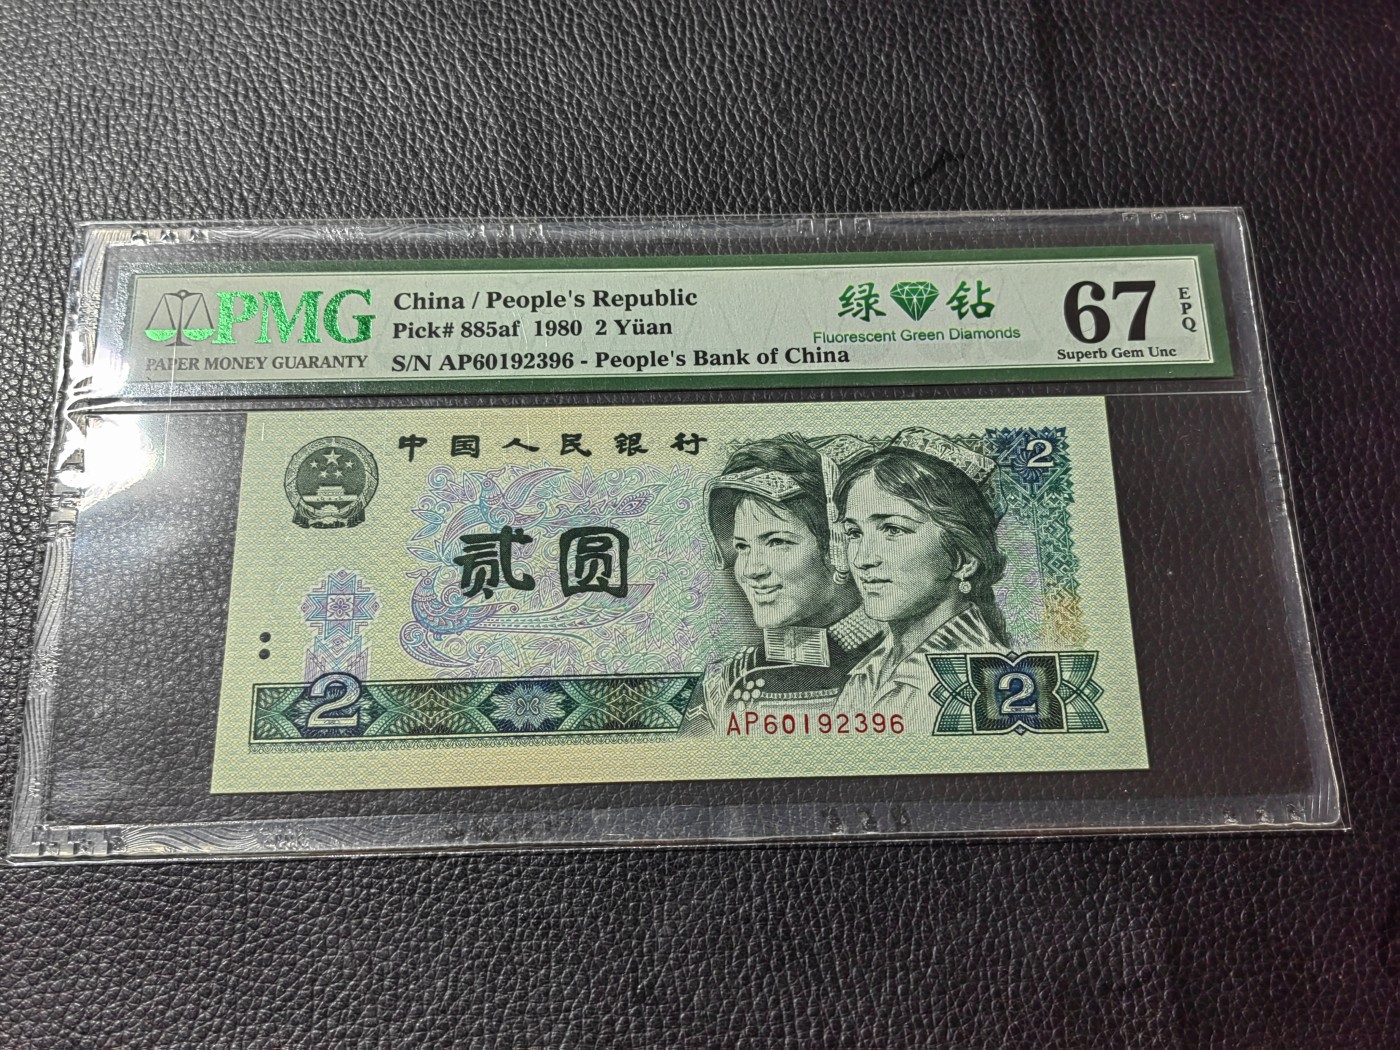 PMG
PAPER MONEY GUARANTY
China / People's Republic
Pick# 885af 1980 2 Yüan
S/N AP60192396 - People's Bank of China
绿 钻
Fluorescent Green Diamonds
67
EPQ
Superb Gem Unc
中国人民银行
2
贰圆
2
2
AP60192396